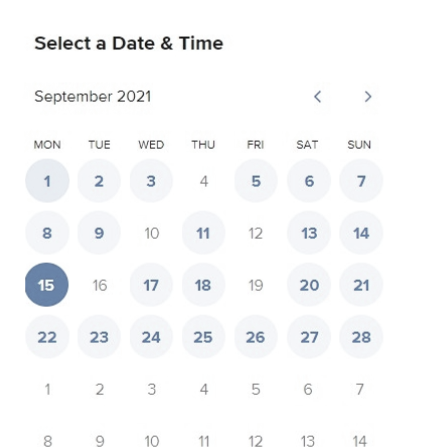 Select a Date & Time
September 2021
MON TUE WED THU FRI SAT SUN
1 2 3 4 5 6 7
8 9 10 11 12 13 14
15 16 17 18 19 20 21
22 23 24 25 26 27 28
1 2 3 4 5 6 7
8 9 10 11 12 13 14